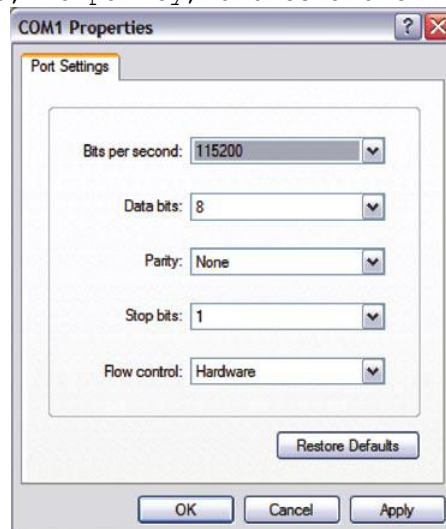 COM1 Properties
Port Settings
Bits per second: 115200
Data bits: 8
Parity: None
Stop bits: 1
Flow control: Hardware
Restore Defaults
OK Cancel Apply